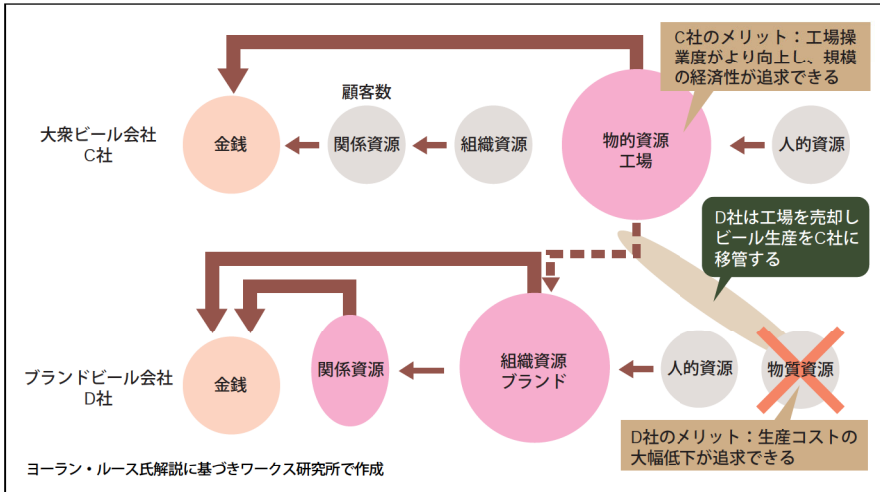 C社のメリット：工場操
業度がより向上し、規模
の経済性が追求できる
顧客数
大衆ビール会社
C社
金銭
関係資源
組織資源
物的資源
工場
人的資源
D社は工場を売却し
ビール生産をC社に
移管する
ブランドビール会社
D社
金銭
関係資源
組織資源
ブランド
人的資源
物質資源
D社のメリット：生産コストの
大幅低下が追求できる
ヨーラン・ルース氏解説に基づきワークス研究所で作成